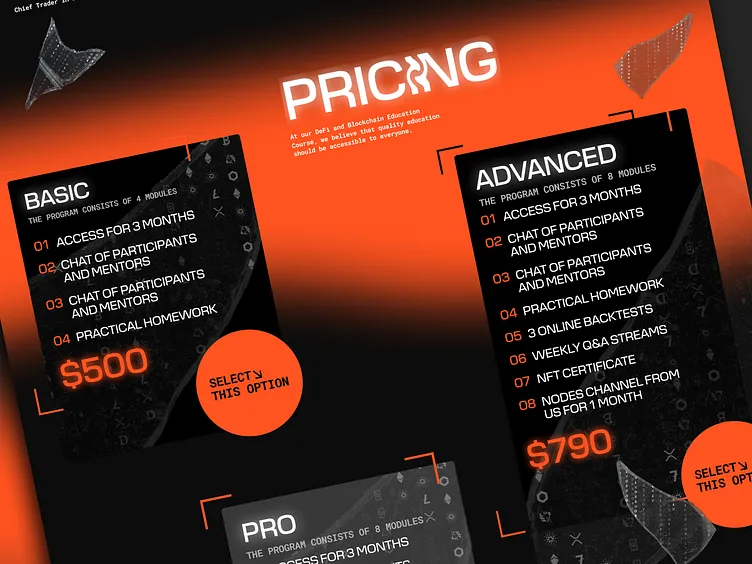 Chief Trader in
PRICING
At our DeFi and Blockchain Education
Course, we believe that quality education
should be accessible to everyone.
BASIC
THE PROGRAM CONSISTS OF 4 MODULES
01 ACCESS FOR 3 MONTHS
02 CHAT OF PARTICIPANTS
AND MENTORS
03 CHAT OF PARTICIPANTS
AND MENTORS
04 PRACTICAL HOMEWORK
$500
SELECT↘
THIS OPTION
ADVANCED
THE PROGRAM CONSISTS OF 8 MODULES
01 ACCESS FOR 3 MONTHS
02 CHAT OF PARTICIPANTS
AND MENTORS
03 CHAT OF PARTICIPANTS
AND MENTORS
04 PRACTICAL HOMEWORK
05 3 ONLINE BACKTESTS
06 WEEKLY Q&A STREAMS
07 NFT CERTIFICATE
08 NODES CHANNEL FROM
US FOR 1 MONTH
$790
SELECT↘
THIS OPT
PRO
THE PROGRAM CONSISTS OF 8 MODULES
ACCESS FOR 3 MONTHS